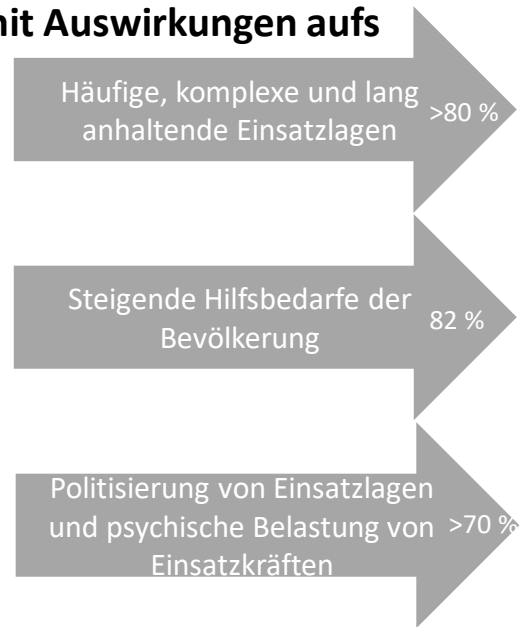 mit Auswirkungen aufs
Häufige, komplexe und lang
anhaltende Einsatzlagen
>80 %
Steigende Hilfsbedarfe der
Bevölkerung
82 %
Politisierung von Einsatzlagen
und psychische Belastung von
Einsatzkräften
>70 %